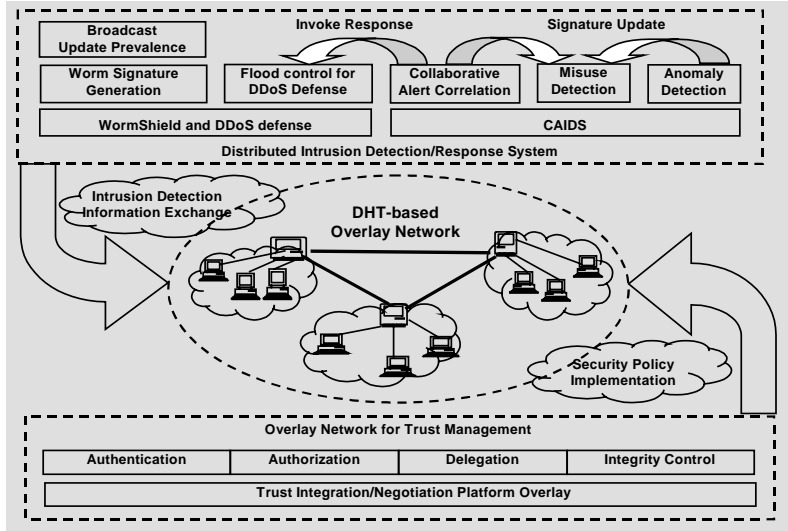 Broadcast
Update Prevalence
Invoke Response
Signature Update
Worm Signature
Generation
Flood control for
DDoS Defense
Collaborative
Alert Correlation
Misuse
Detection
Anomaly
Detection
WormShield and DDoS defense
CAIDS
Distributed Intrusion Detection/Response System
Intrusion Detection
Information Exchange
DHT-based
Overlay Network
Security Policy
Implementation
Overlay Network for Trust Management
Authentication
Authorization
Delegation
Integrity Control
Trust Integration/Negotiation Platform Overlay